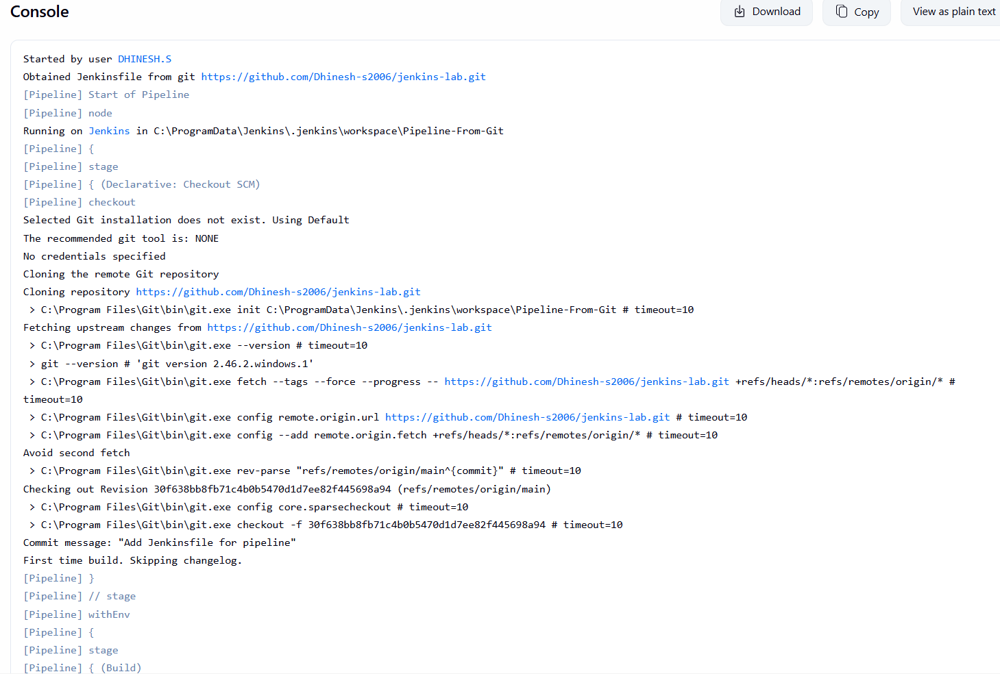 Console
Download
Copy
View as plain text
Started by user DHINESH.S
Obtained Jenkinsfile from git https://github.com/Dhinesh-s2006/jenkins-lab.git
[Pipeline] Start of Pipeline
[Pipeline] node
Running on Jenkins in C:\ProgramData\Jenkins\.jenkins\workspace\Pipeline-From-Git
[Pipeline] {
[Pipeline] stage
[Pipeline] { (Declarative: Checkout SCM)
[Pipeline] checkout
Selected Git installation does not exist. Using Default
The recommended git tool is: NONE
No credentials specified
Cloning the remote Git repository
Cloning repository https://github.com/Dhinesh-s2006/jenkins-lab.git
 > C:\Program Files\Git\bin\git.exe init C:\ProgramData\Jenkins\.jenkins\workspace\Pipeline-From-Git # timeout=10
Fetching upstream changes from https://github.com/Dhinesh-s2006/jenkins-lab.git
 > C:\Program Files\Git\bin\git.exe --version # timeout=10
 > git --version # 'git version 2.46.2.windows.1'
 > C:\Program Files\Git\bin\git.exe fetch --tags --force --progress -- https://github.com/Dhinesh-s2006/jenkins-lab.git +refs/heads/*:refs/remotes/origin/* #
timeout=10
 > C:\Program Files\Git\bin\git.exe config remote.origin.url https://github.com/Dhinesh-s2006/jenkins-lab.git # timeout=10
 > C:\Program Files\Git\bin\git.exe config --add remote.origin.fetch +refs/heads/*:refs/remotes/origin/* # timeout=10
Avoid second fetch
 > C:\Program Files\Git\bin\git.exe rev-parse "refs/remotes/origin/main^{commit}" # timeout=10
Checking out Revision 30f638bb8fb71c4b0b5470d1d7ee82f445698a94 (refs/remotes/origin/main)
 > C:\Program Files\Git\bin\git.exe config core.sparsecheckout # timeout=10
 > C:\Program Files\Git\bin\git.exe checkout -f 30f638bb8fb71c4b0b5470d1d7ee82f445698a94 # timeout=10
Commit message: "Add Jenkinsfile for pipeline"
First time build. Skipping changelog.
[Pipeline] }
[Pipeline] // stage
[Pipeline] withEnv
[Pipeline] {
[Pipeline] stage
[Pipeline] { (Build)